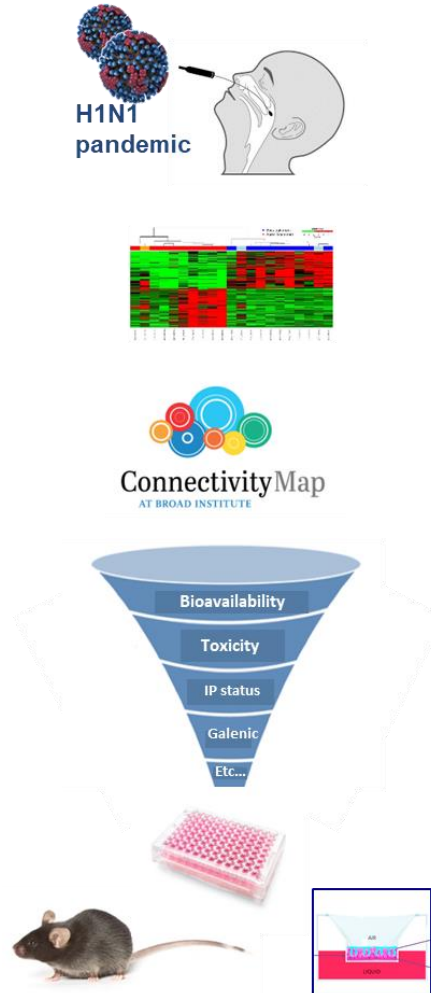 H1N1
pandemic
ConnectivityMap
AT BROAD INSTITUTE
Bioavailability
Toxicity
IP status
Galenic
Etc...
AIR
LIQUID